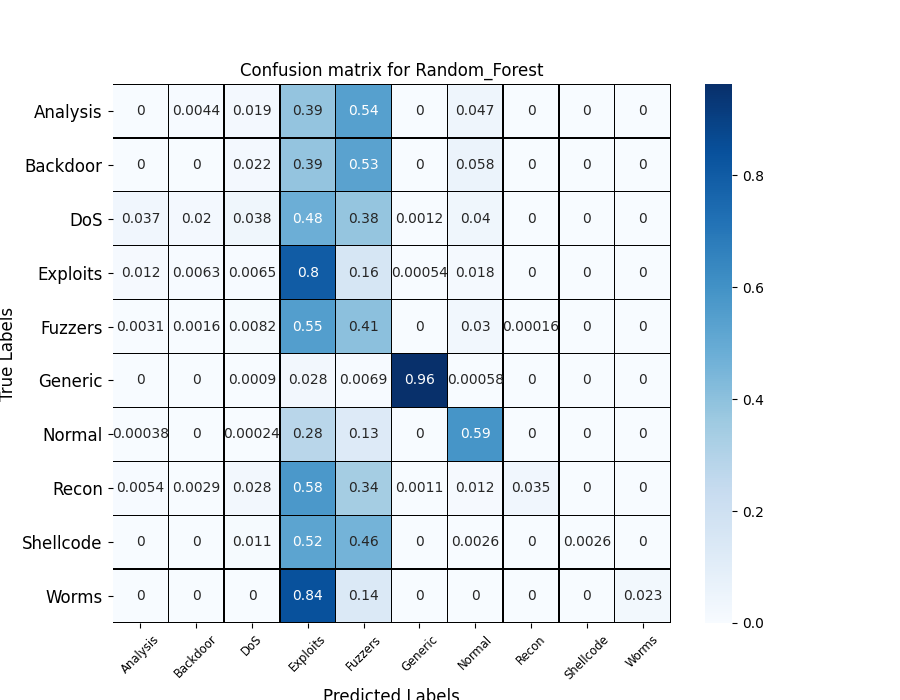 Confusion matrix for Random_Forest
Analysis 0 0.0044 0.019 0.39 0.54 0 0.047 0 0 0
Backdoor 0 0 0.022 0.39 0.53 0 0.058 0 0 0
DoS 0.037 0.02 0.038 0.48 0.38 0.0012 0.04 0 0 0
Exploits 0.012 0.0063 0.0065 0.8 0.16 0.00054 0.018 0 0 0
Fuzzers 0.0031 0.0016 0.0082 0.55 0.41 0 0.03 0.00016 0 0
Generic 0 0 0.0009 0.028 0.0069 0.96 0.00058 0 0 0
Normal 0.00038 0 0.00024 0.28 0.13 0 0.59 0 0 0
Recon 0.0054 0.0029 0.028 0.58 0.34 0.0011 0.012 0.035 0 0
Shellcode 0 0 0.011 0.52 0.46 0 0.0026 0 0.0026 0
Worms 0 0 0 0.84 0.14 0 0 0 0 0.023
Analysis Backdoor DoS Exploits Fuzzers Generic Normal Recon Shellcode Worms
Predicted Labels
True Labels
0.8
0.6
0.4
0.2
0.0